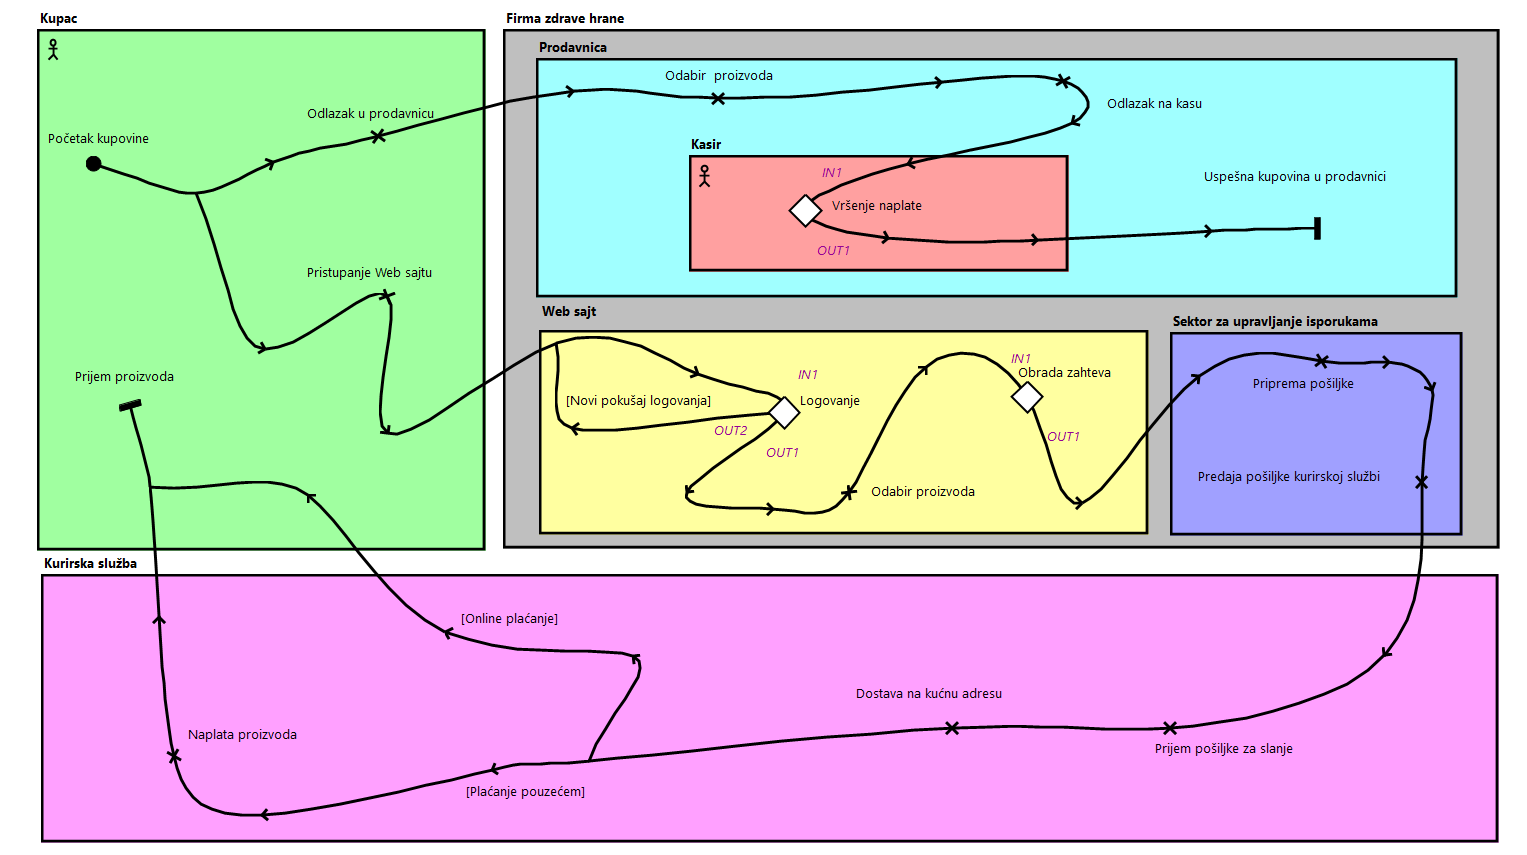 Kupac
Početak kupovine
Odlazak u prodavnicu
Pristupanje Web sajtu
Prijem proizvoda
Firma zdrave hrane
Prodavnica
Odabir  proizvoda
Odlazak na kasu
Kasir
IN1
Vršenje naplate
OUT1
Uspešna kupovina u prodavnici
Web sajt
IN1
[Novi pokušaj logovanja]
Logovanje
OUT2
OUT1
Odabir proizvoda
IN1
Obrada zahteva
OUT1
Sektor za upravljanje isporukama
Priprema pošiljke
Predaja pošiljke kurirskoj službi
Kurirska služba
[Online plaćanje]
Dostava na kućnu adresu
Prijem pošiljke za slanje
Naplata proizvoda
[Plaćanje pouzećem]